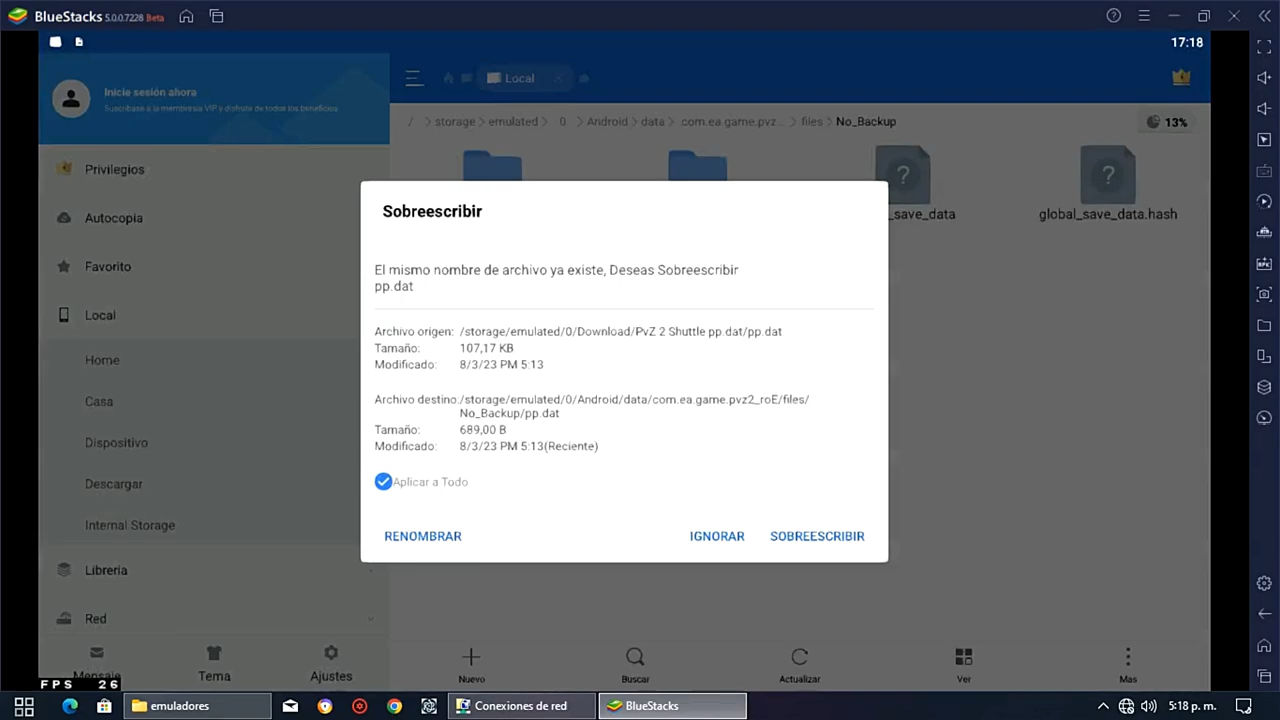 BlueStacks 5.0.0.7228 Beta
17:18
Inicie sesión ahora
Suscríbase a la membresía VIP y disfrute de todos los beneficios
Local
/ > storage > emulated > 0 > Android > data > com.ea.game.pvz... > files > No_Backup
13%
Privilegios
Autocopia
Favorito
Local
Home
Casa
Dispositivo
Descargar
Internal Storage
Librería
Red
_save_data
global_save_data.hash
Sobreescribir
El mismo nombre de archivo ya existe, Deseas Sobreescribir
pp.dat
Archivo origen: /storage/emulated/0/Download/PvZ 2 Shuttle pp.dat/pp.dat
Tamaño: 107,17 KB
Modificado: 8/3/23 PM 5:13
Archivo destino: /storage/emulated/0/Android/data/com.ea.game.pvz2_roE/files/
No_Backup/pp.dat
Tamaño: 689,00 B
Modificado: 8/3/23 PM 5:13(Reciente)
Aplicar a Todo
RENOMBRAR
IGNORAR
SOBREESCRIBIR
Mensaje
Tema
Ajustes
Nuevo
Buscar
Actualizar
Ver
Mas
FPS 26
emuladores
Conexiones de red
BlueStacks
5:18 p. m.